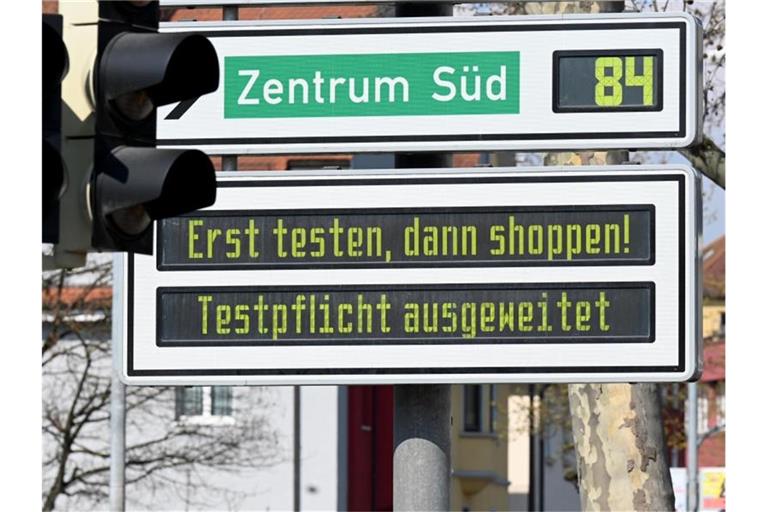 Zentrum Süd 84
Erst testen, dann shoppen!
Testpflicht ausgeweitet